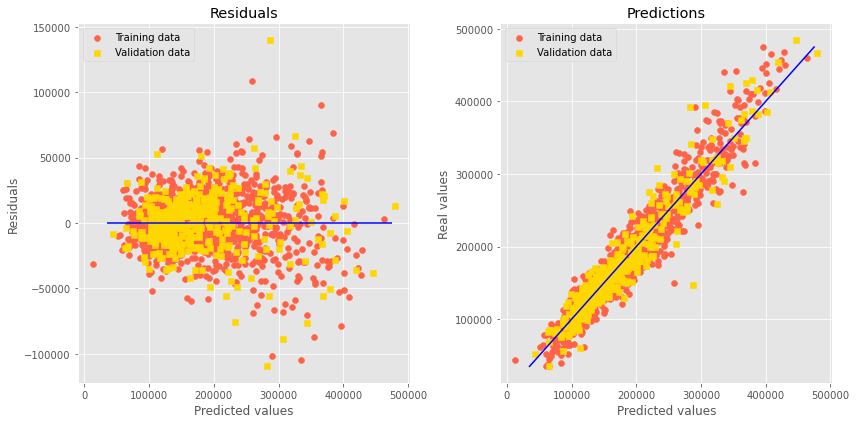 Residuals
Training data
Validation data
150000
100000
50000
0
−50000
−100000
Residuals
0
100000
200000
300000
400000
500000
Predicted values
Predictions
Training data
Validation data
500000
400000
300000
200000
100000
Real values
0
100000
200000
300000
400000
500000
Predicted values